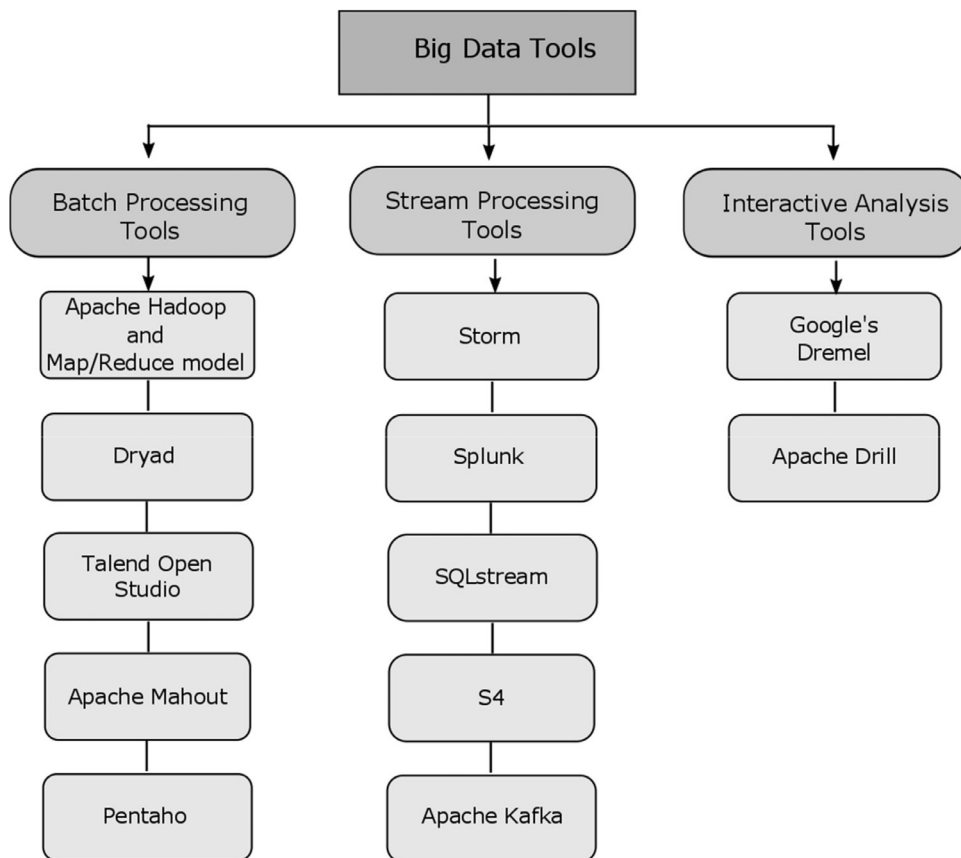 Big Data Tools
Batch Processing
Tools
Stream Processing
Tools
Interactive Analysis
Tools
Apache Hadoop
and
Map/Reduce model
Dryad
Talend Open
Studio
Apache Mahout
Pentaho
Storm
Splunk
SQLstream
S4
Apache Kafka
Google's
Dremel
Apache Drill